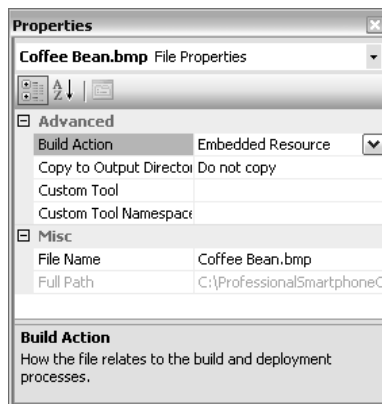 Properties
Coffee Bean.bmp File Properties
Advanced
Build Action Embedded Resource
Copy to Output Director Do not copy
Custom Tool
Custom Tool Namespace
Misc
File Name Coffee Bean.bmp
Full Path C:\ProfessionalSmartphoneC
Build Action
How the file relates to the build and deployment
processes.